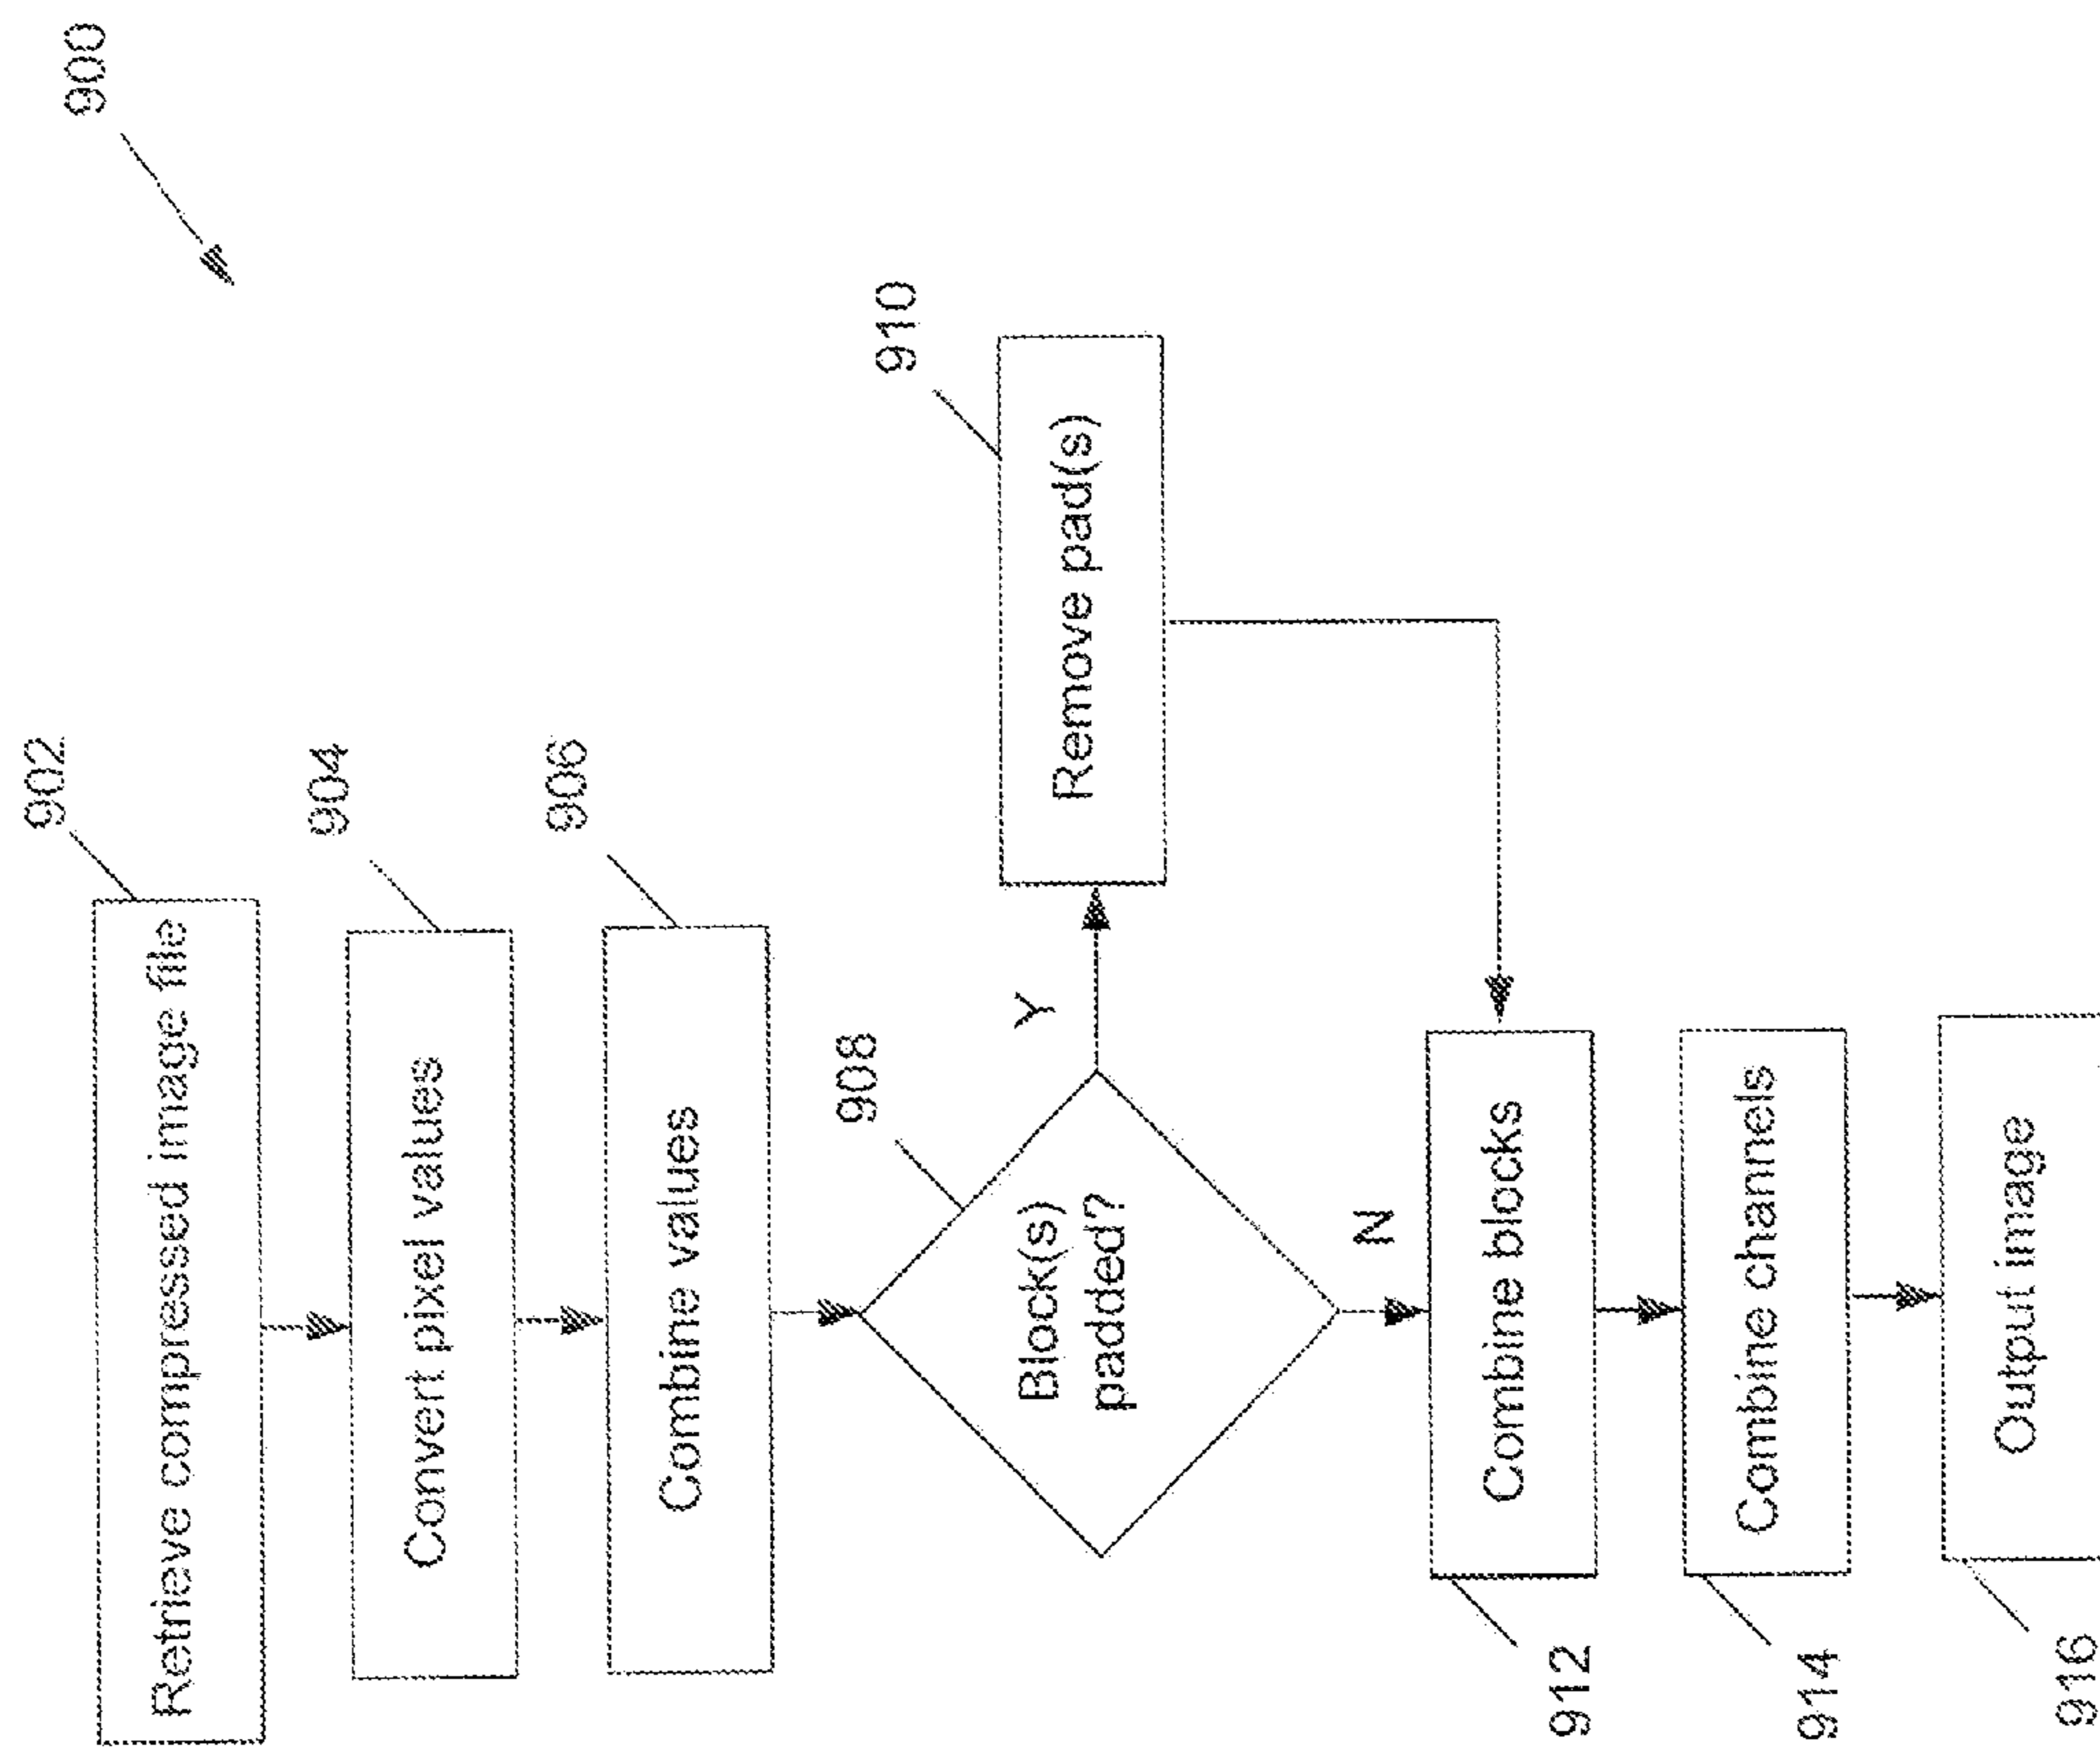 900
902
Retrieve compressed image file
904
Convert pixel values
906
Combine values
908
Block(s)
padded?
Y
910
Remove pad(s)
N
912
Combine blocks
914
Combine channels
916
Output image